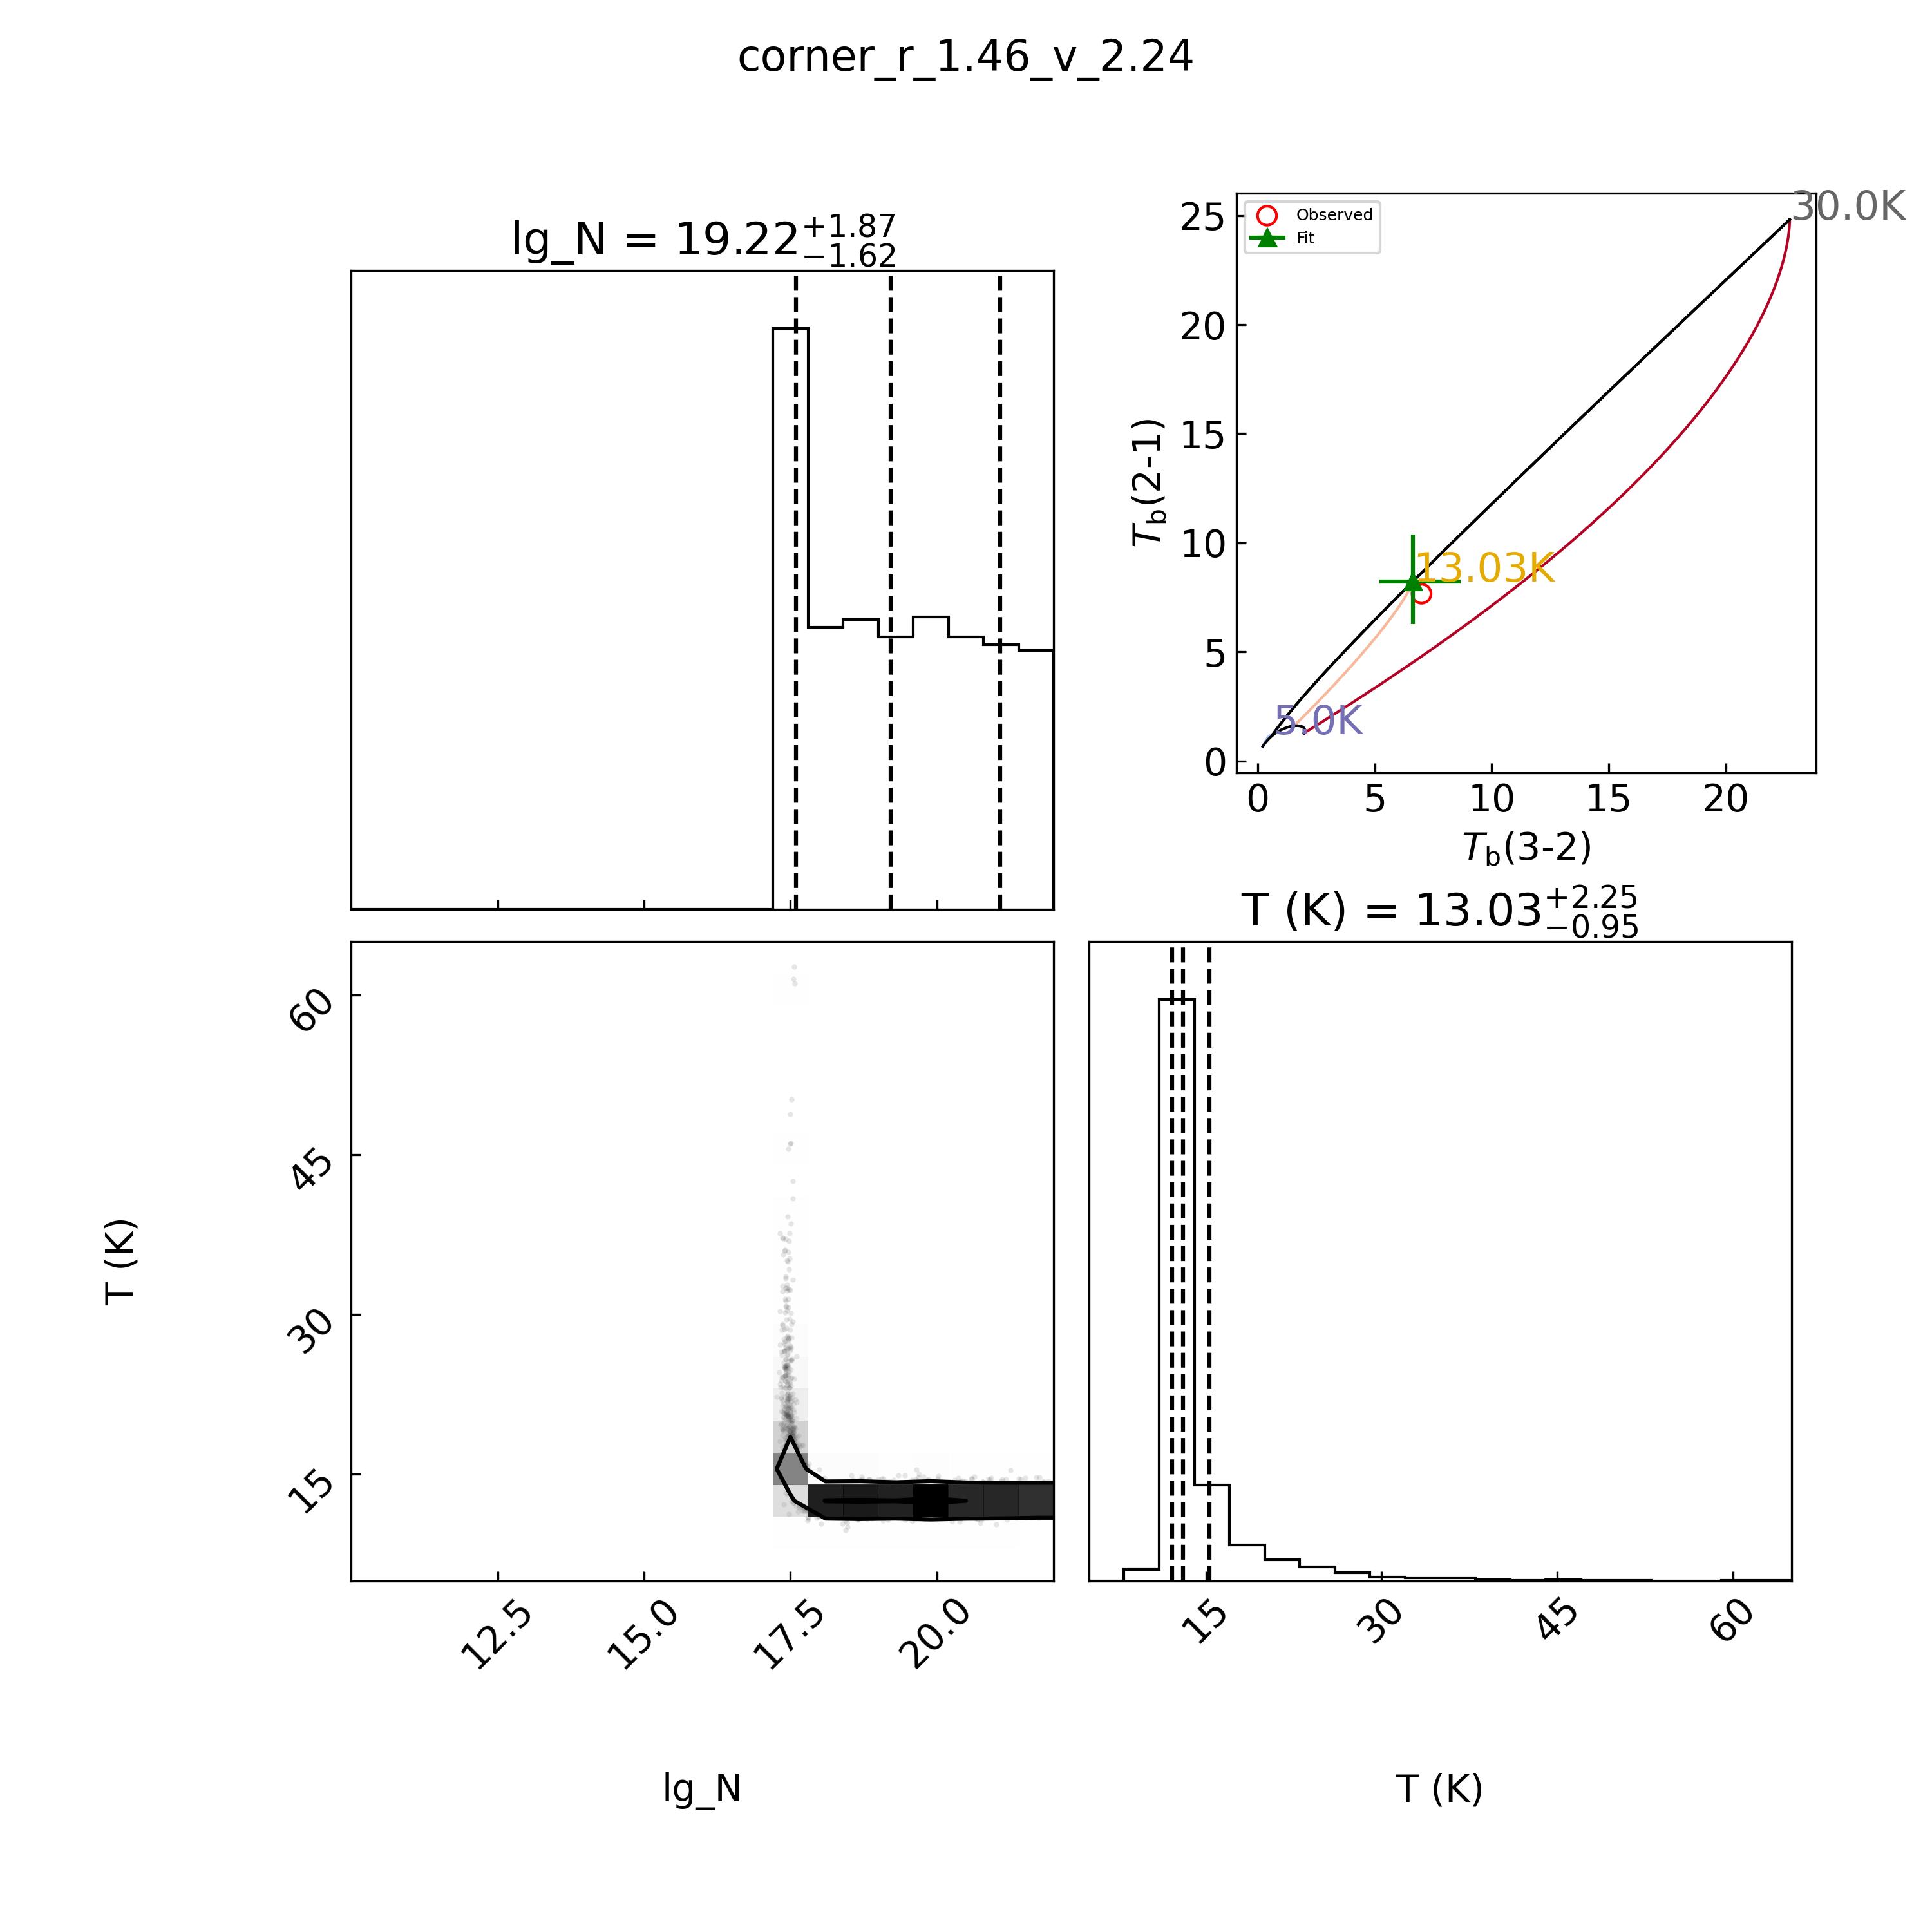 corner_r_1.46_v_2.24
lg_N = 19.22+1.87−1.62
30.0K
25
20
15
10
5
0
Observed
Fit
13.03K
5.0K
Tb(2-1)
0 5 10 15 20
Tb(3-2)
T (K) = 13.03+2.25−0.95
60
45
30
15
T (K)
12.5 15.0 17.5 20.0
15 30 45 60
lg_N
T (K)